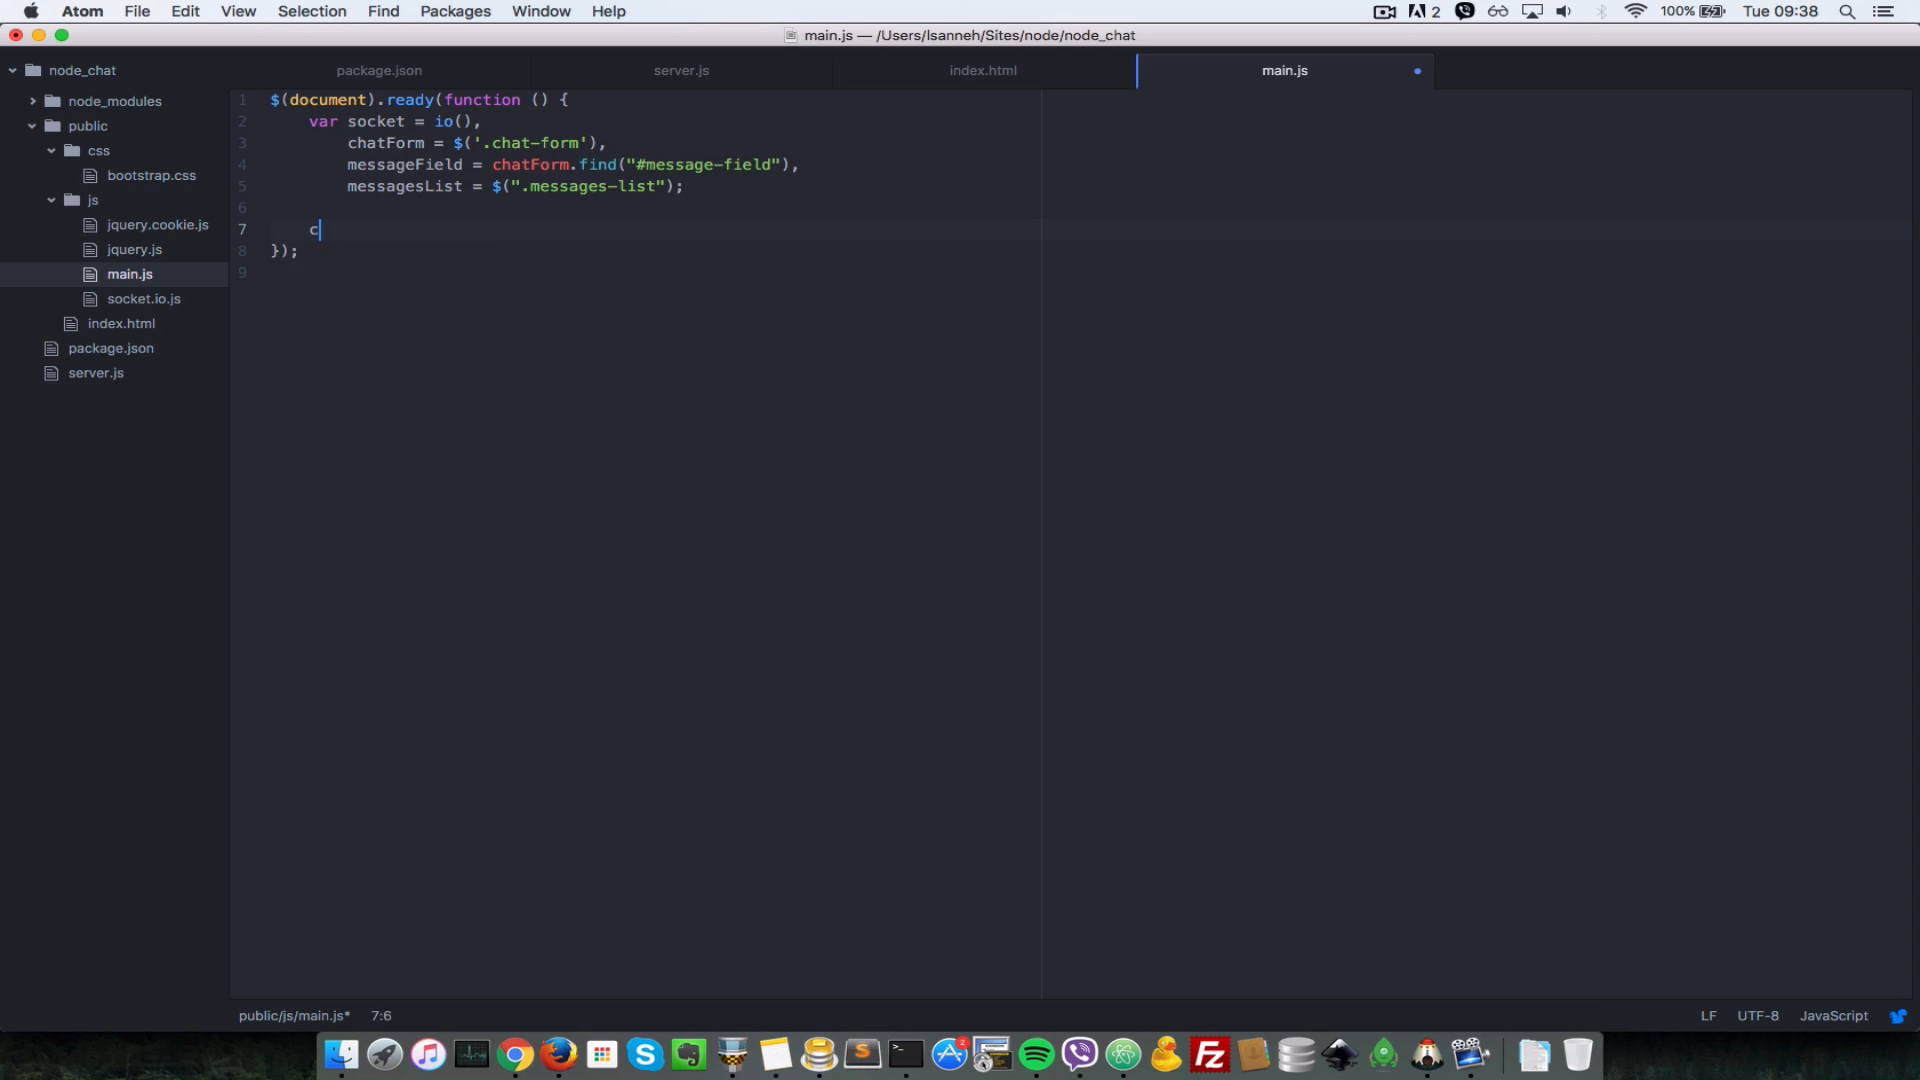 Atom File Edit View Selection Find Packages Window Help 2 100% Tue 09:38
main.js — /Users/lsanneh/Sites/node/node_chat
node_chat
node_modules
public
css
bootstrap.css
js
jquery.cookie.js
jquery.js
main.js
socket.io.js
index.html
package.json
server.js
package.json server.js index.html main.js
1 $(document).ready(function () {
2 var socket = io(),
3 chatForm = $('.chat-form'),
4 messageField = chatForm.find("#message-field"),
5 messagesList = $(".messages-list");
6
7 c
8 });
9
public/js/main.js* 7:6 LF UTF-8 JavaScript
2
S
S
>_
FZ